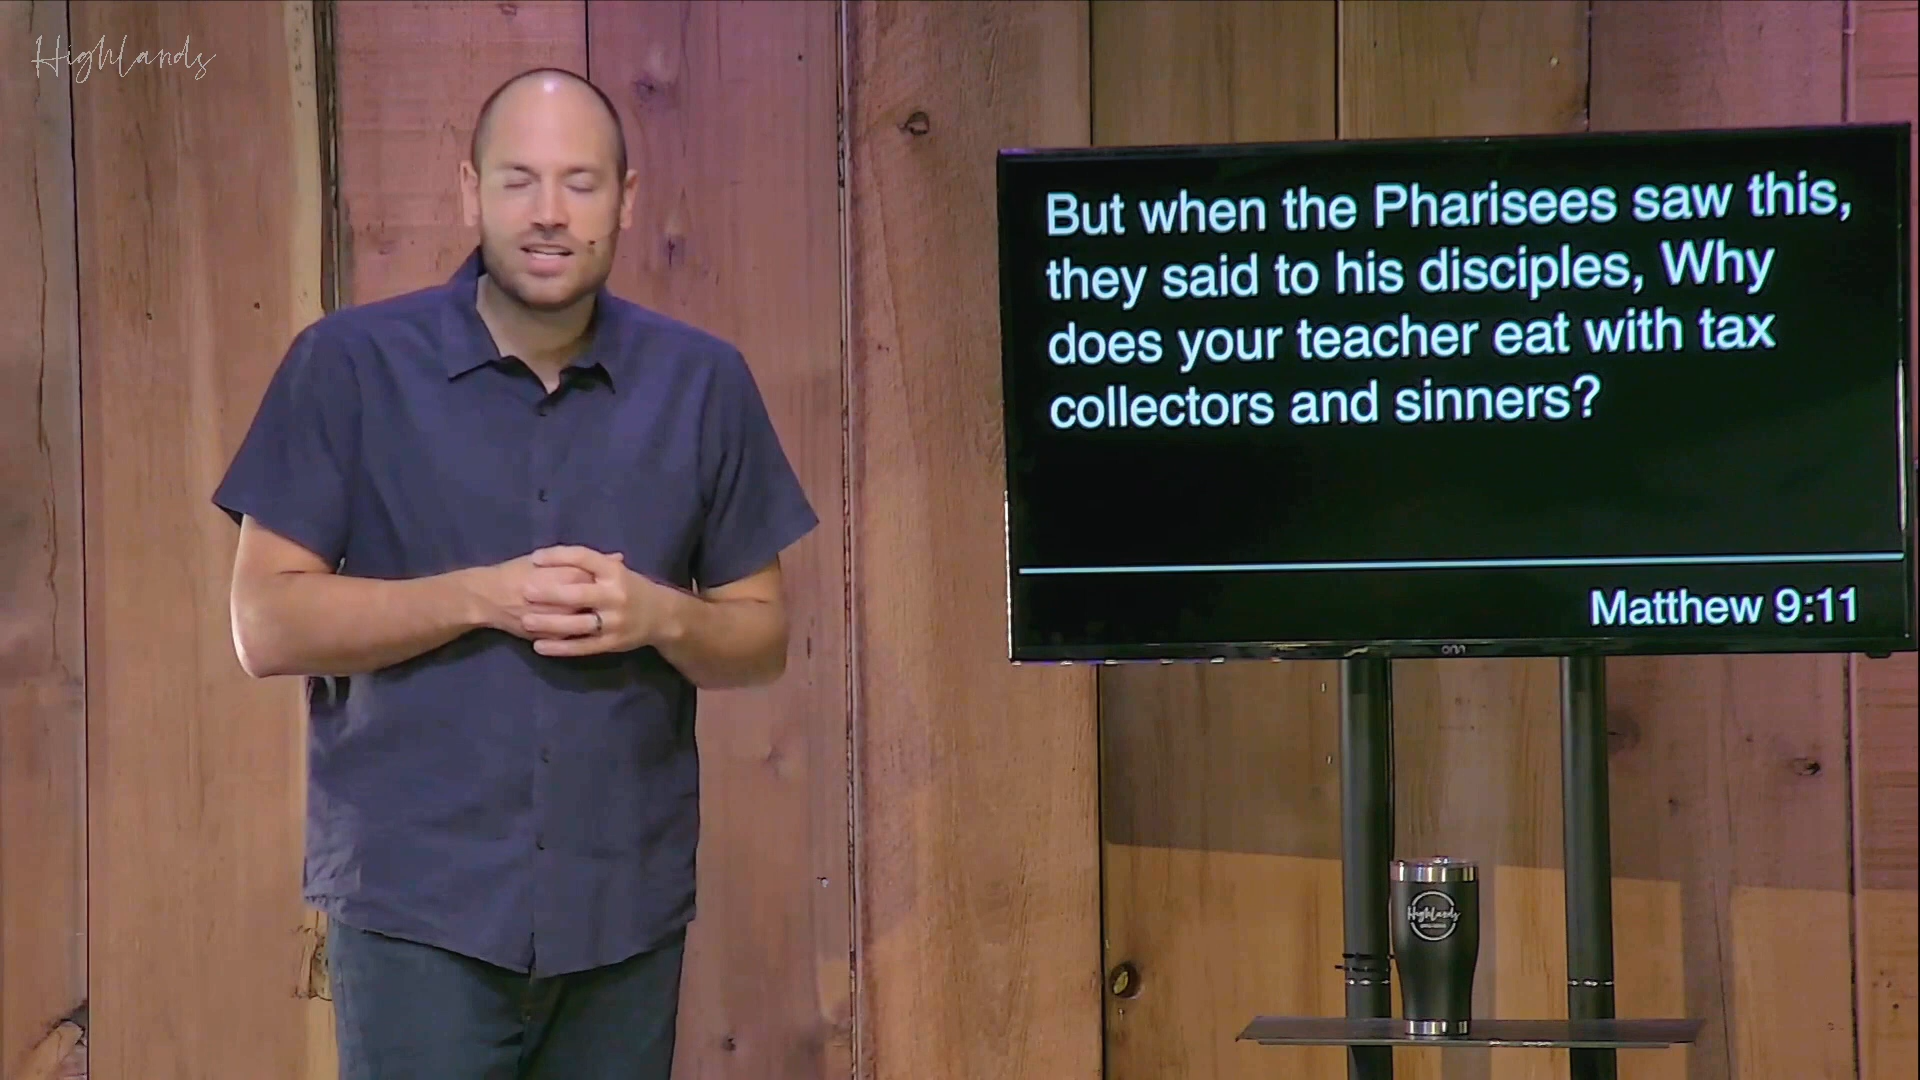 Highlands
But when the Pharisees saw this,
they said to his disciples, Why
does your teacher eat with tax
collectors and sinners?
Matthew 9:11
onn
Highlands